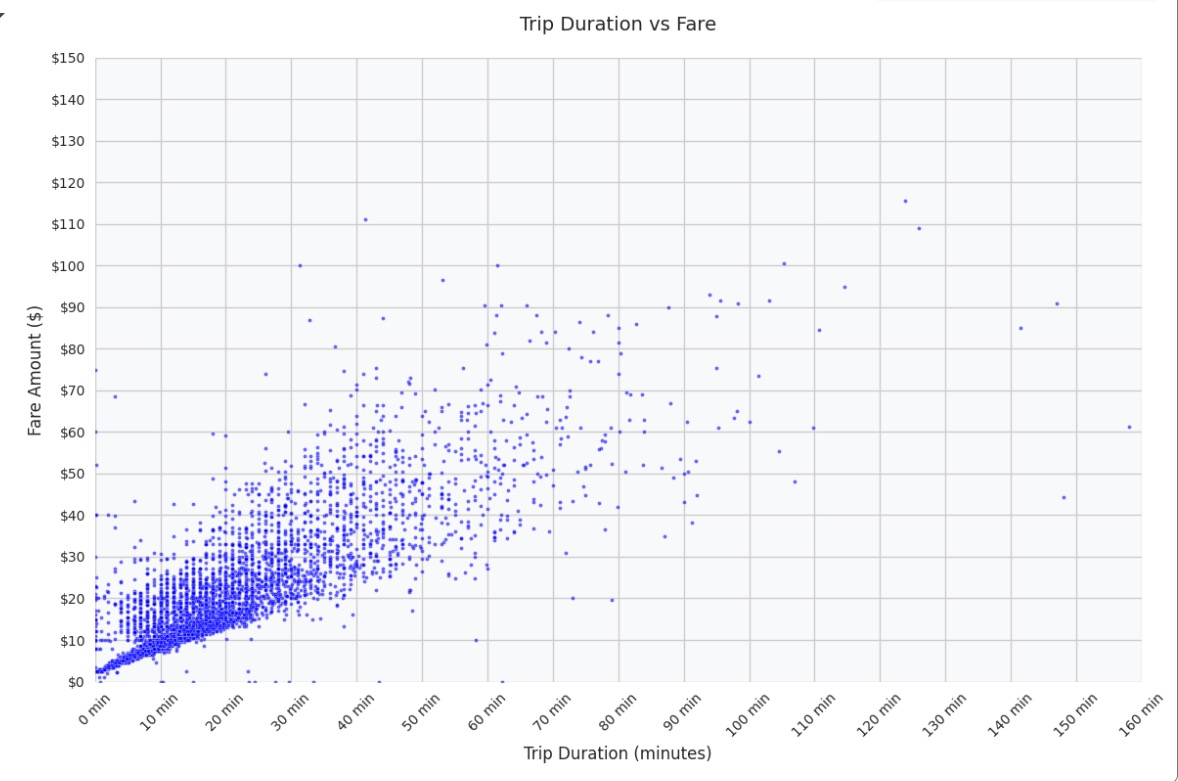 Trip Duration vs Fare
$150
$140
$130
$120
$110
$100
$90
$80
$70
$60
$50
$40
$30
$20
$10
$0
Fare Amount ($)
0 min
10 min
20 min
30 min
40 min
50 min
60 min
70 min
80 min
90 min
100 min
110 min
120 min
130 min
140 min
150 min
160 min
Trip Duration (minutes)